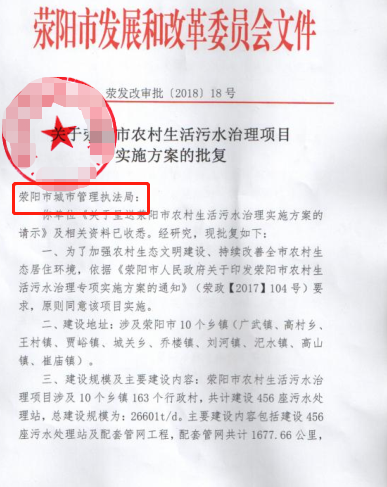 荥阳市发展和改革委员会文件
荥发改审批〔2018〕18号
关于 市农村生活污水治理项目
实施方案的批复
荥阳市城市管理执法局：
你单位《关于呈送荥阳市农村生活污水治理实施方案的
请示》及相关资料已收悉。经研究，现批复如下：
一、为了加强农村生态文明建设、持续改善全市农村生
态居住环境，依据《荥阳市人民政府关于印发荥阳市农村生
活污水治理专项实施方案的通知》（荥政【2017】104号）要
求，原则同意该项目实施。
二、建设地址：涉及荥阳市10个乡镇（广武镇、高村乡、
王村镇、贾峪镇、城关乡、乔楼镇、刘河镇、汜水镇、高山
镇、崔庙镇）。
三、建设规模及主要建设内容：荥阳市农村生活污水治
理项目涉及10个乡镇163个行政村，共计建设456座污水处
理站，总建设规模为：26601t/d，主要建设内容包括建设456
座污水处理站及配套管网工程，配套管网共计1677.66公里，